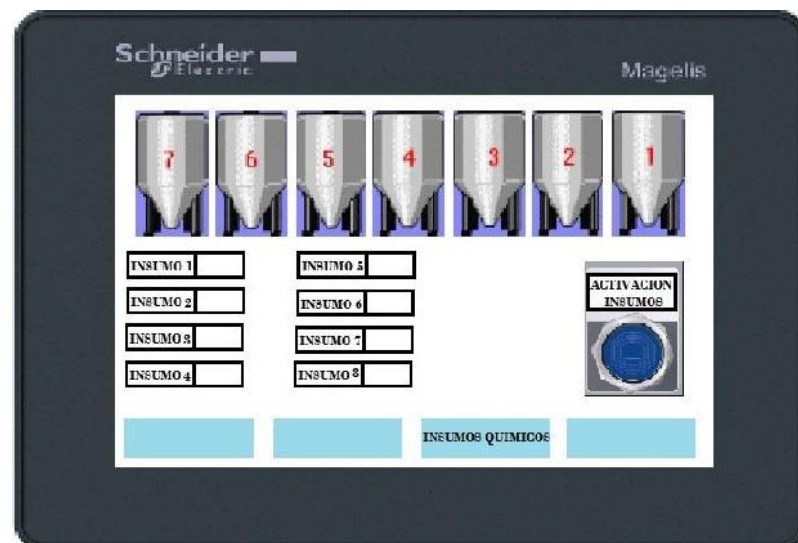 Schneider
Electric
Magelis
7 6 5 4 3 2 1
INSUMO 1 INSUMO 5
INSUMO 2 INSUMO 6
INSUMO 3 INSUMO 7
INSUMO 4 INSUMO 8
ACTIVACION
INSUMOS
INSUMOS QUIMICOS